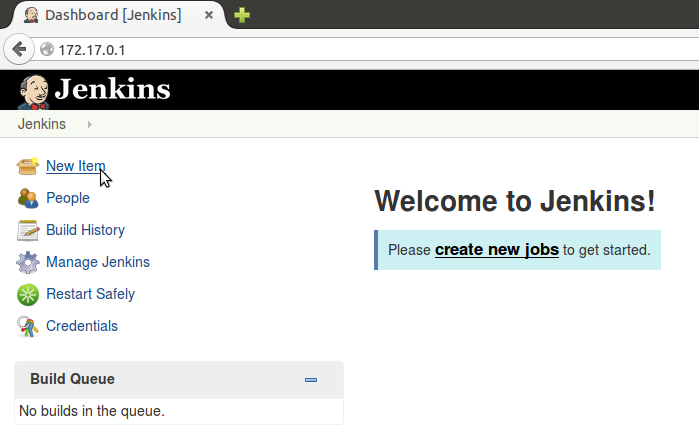 Dashboard [Jenkins]
172.17.0.1
Jenkins
Jenkins
New Item
People
Build History
Manage Jenkins
Restart Safely
Credentials
Welcome to Jenkins!
Please create new jobs to get started.
Build Queue
No builds in the queue.